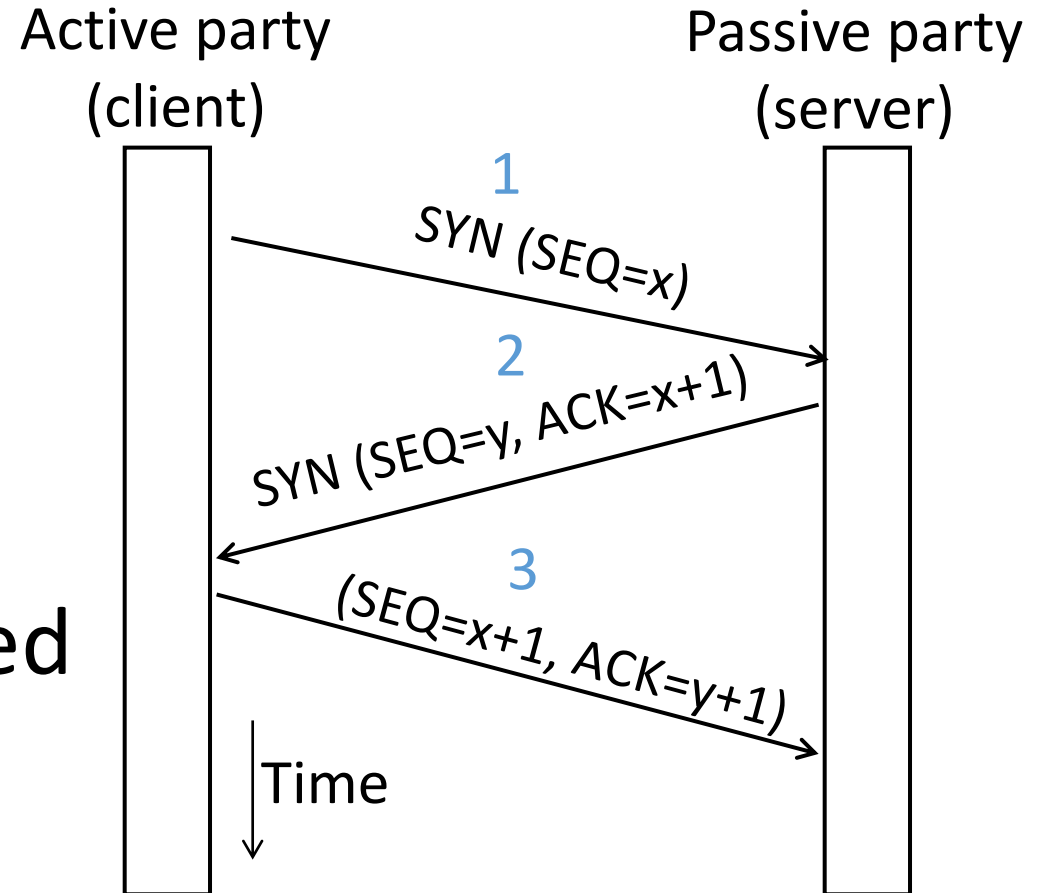 Active party
(client)
Passive party
(server)
1
SYN (SEQ=x)
2
SYN (SEQ=y, ACK=x+1)
3
(SEQ=x+1, ACK=y+1)
ed
Time